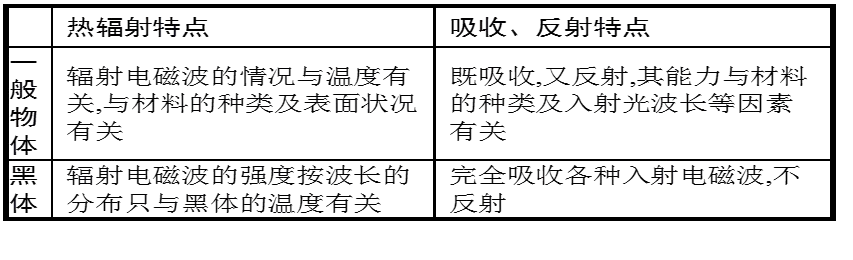 热辐射特点
吸收、反射特点
一般物体
辐射电磁波的情况与温度有
关,与材料的种类及表面状况
有关
既吸收,又反射,其能力与材料
的种类及入射光波长等因素
有关
黑体
辐射电磁波的强度按波长的
分布只与黑体的温度有关
完全吸收各种入射电磁波,不
反射